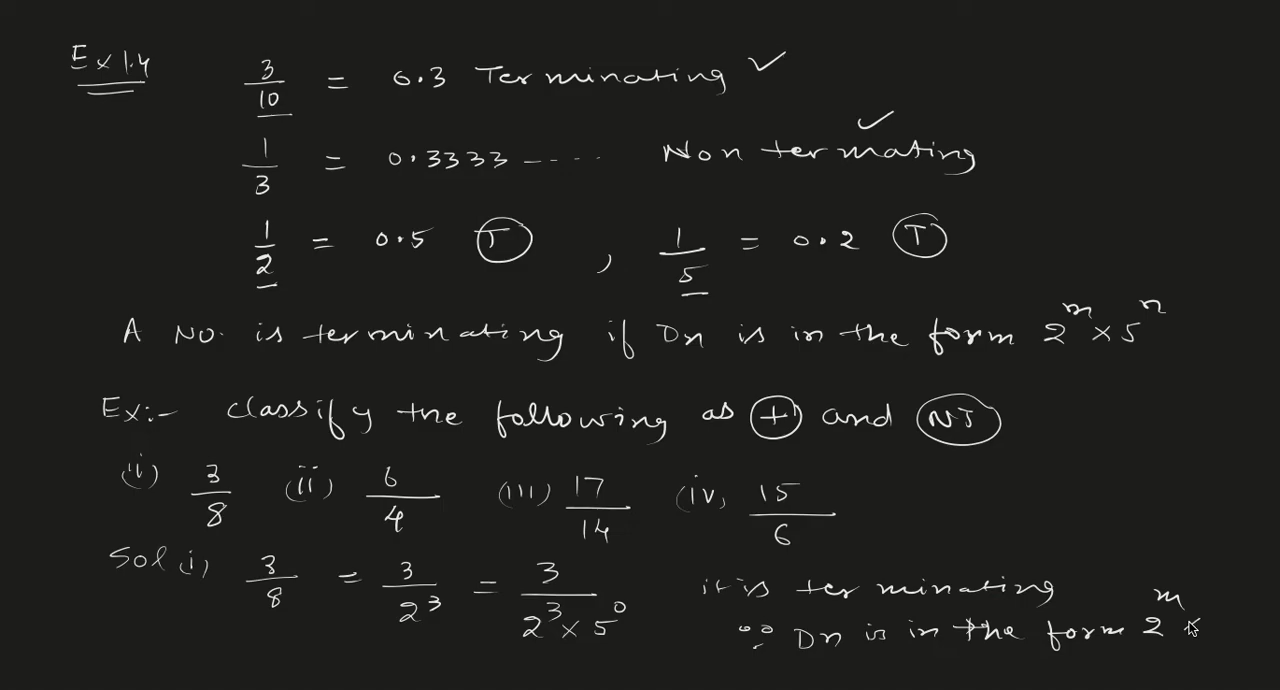 Ex 1.4
3/10 = 0.3 Terminating ✓
1/3 = 0.3333 ---- ... Non termating ✓
1/2 = 0.5 (T) , 1/5 = 0.2 (T)
A No. is terminating if Dn is in the form 2^m × 5^n
Ex:- classify the following as (T) and (NT)
(i) 3/8 (ii) 6/4 (iii) 17/14 (iv) 15/6
Sol i) 3/8 = 3/2^3 = 3/(2^3 × 5^0) it is terminating
∵ Dn is in the form 2^m